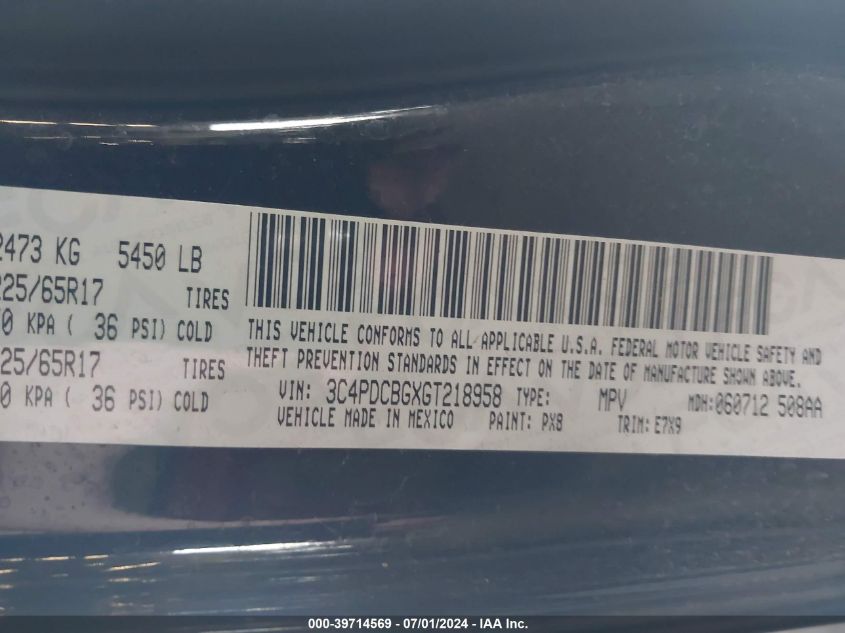 2473 KG 5450 LB
225/65R17 TIRES
0 KPA ( 36 PSI) COLD
25/65R17 TIRES
0 KPA ( 36 PSI) COLD
THIS VEHICLE CONFORMS TO ALL APPLICABLE U.S.A. FEDERAL MOTOR VEHICLE SAFETY AND
THEFT PREVENTION STANDARDS IN EFFECT ON THE DATE OF MANUFACTURE SHOWN ABOVE.
VIN: 3C4PDCBGXGT218958 TYPE: MPV MDH:060712 508AA
VEHICLE MADE IN MEXICO PAINT: PX8 TRIM: E7X9
000-39714569 / 07/01/2024 - IAA Inc.